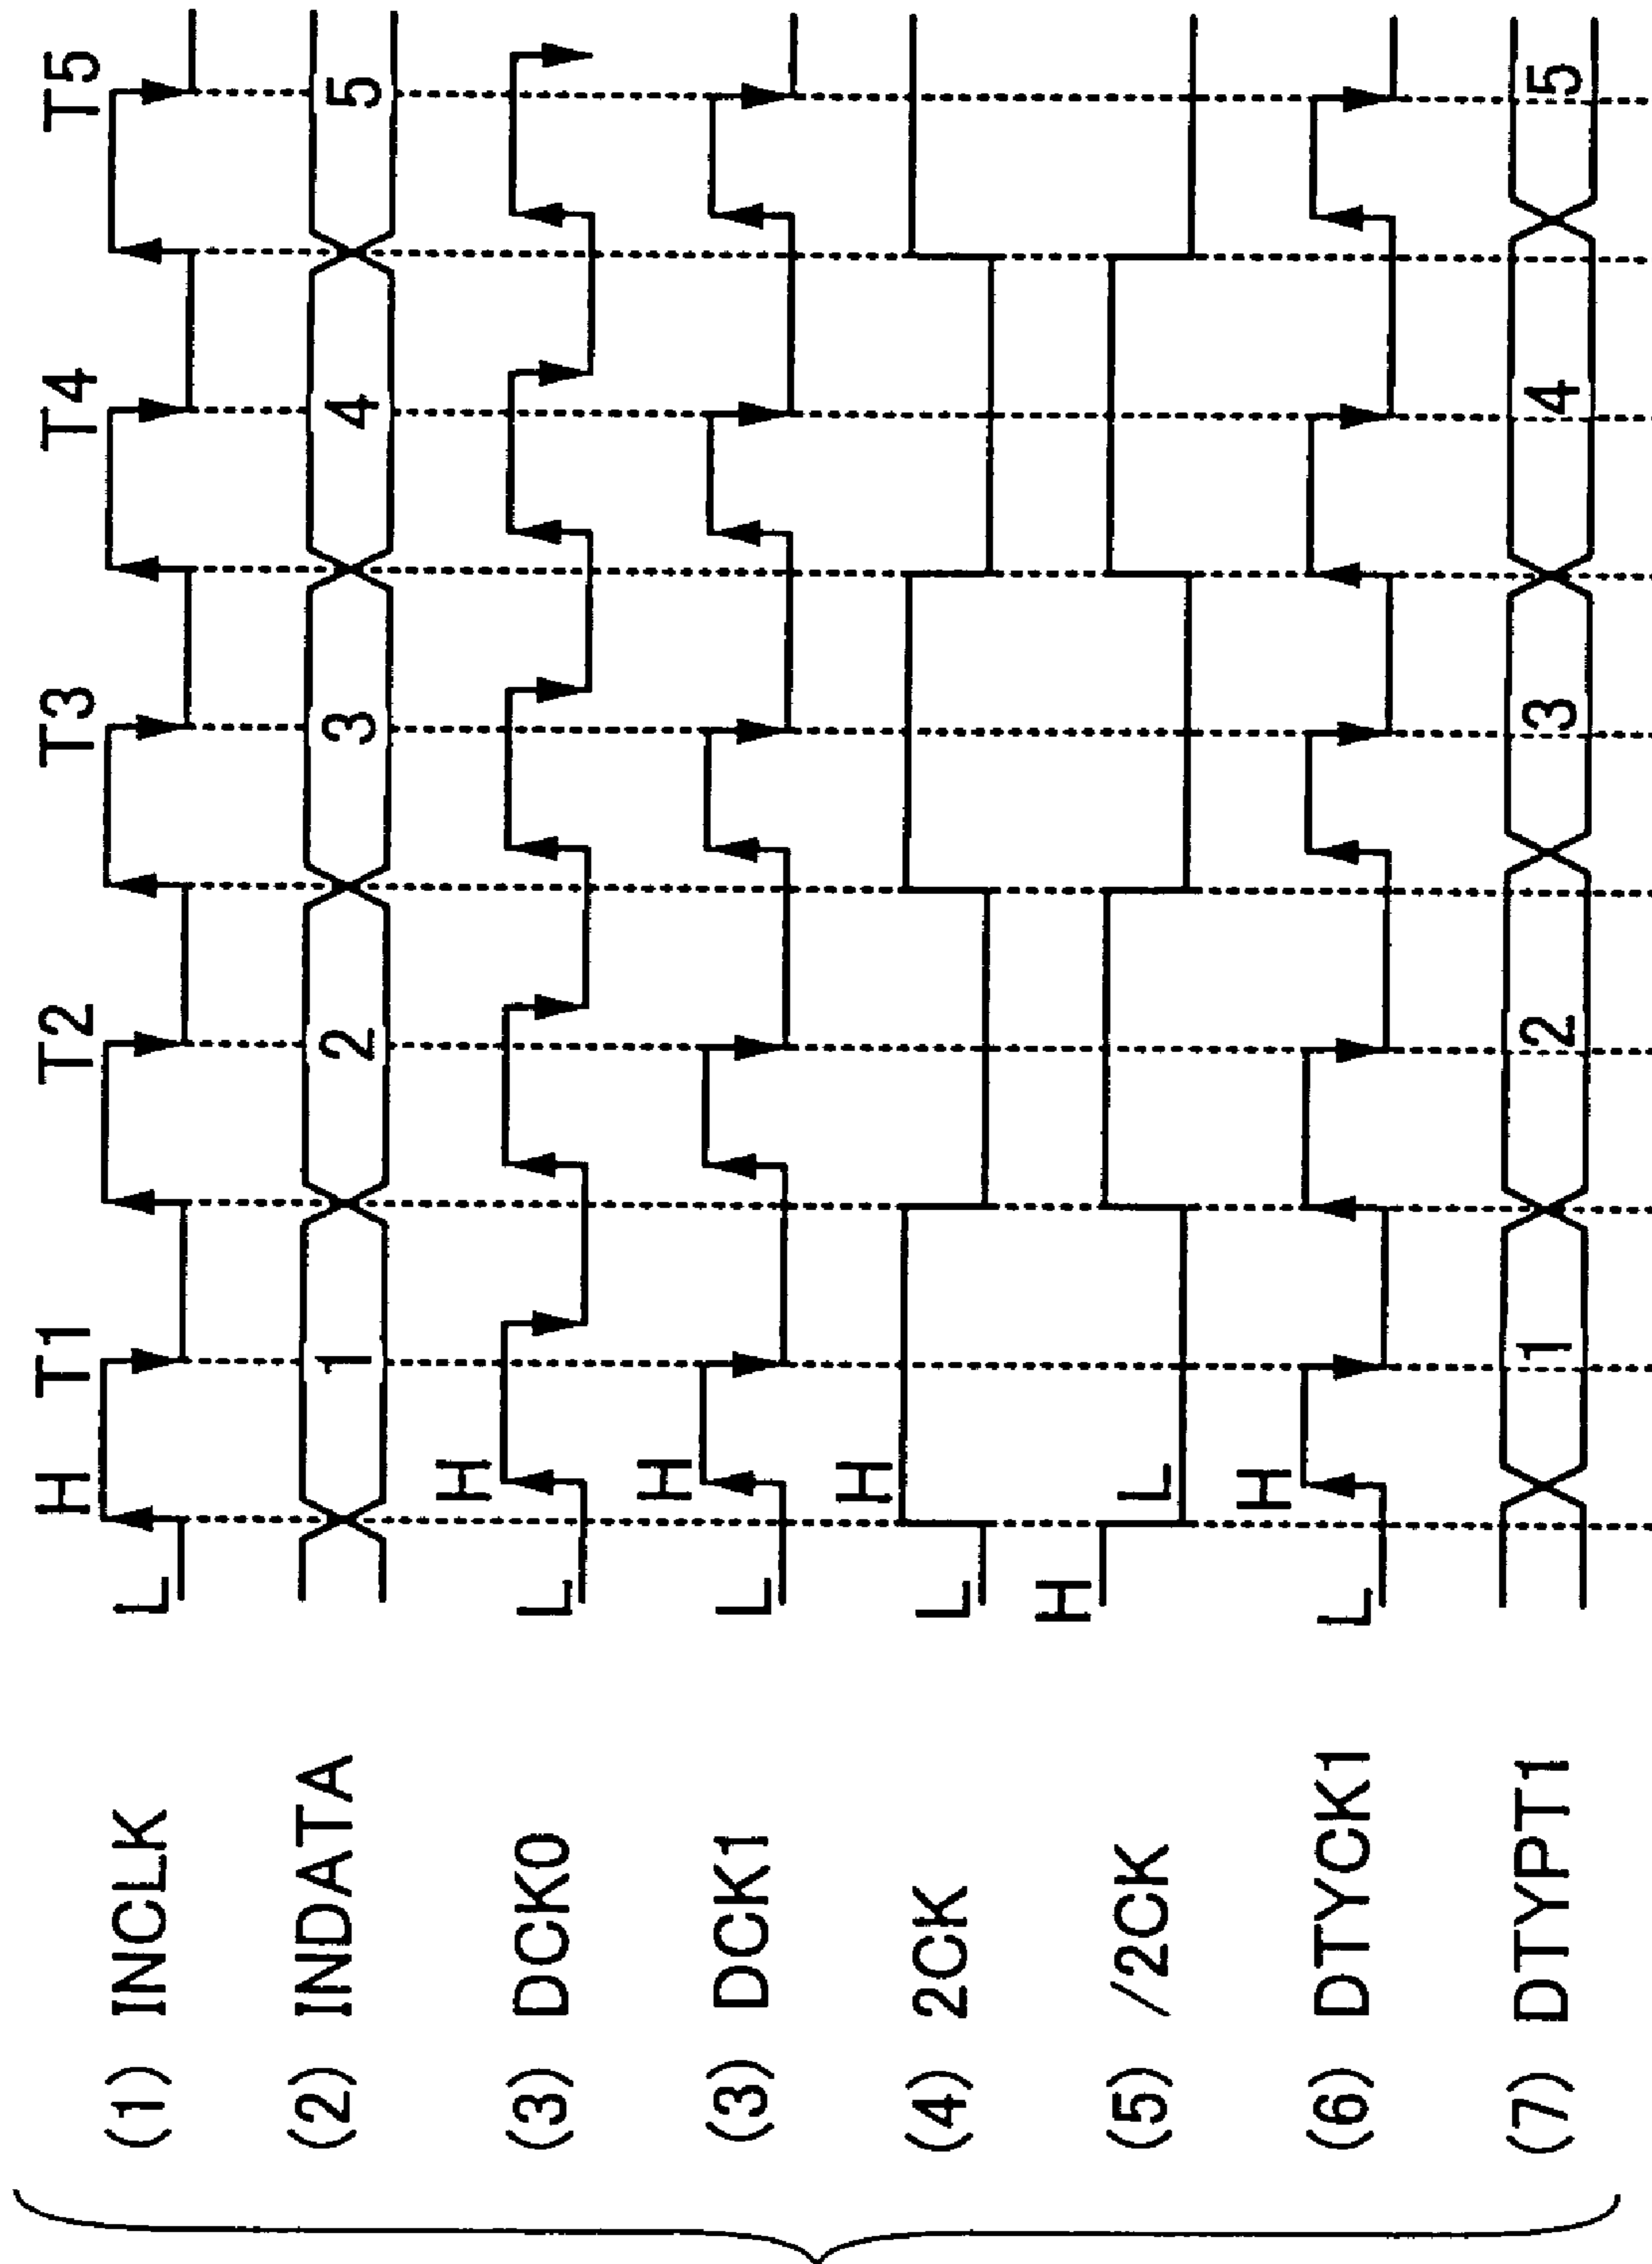 T1 T2 T3 T4 T5
(1) INCLK L H
(2) INDATA 1 2 3 4 5
(3) DCK0 L H
(3) DCK1 L H
(4) 2CK L H
(5) /2CK H L
(6) DTYCK1 L H
(7) DTYPT1 1 2 3 4 5